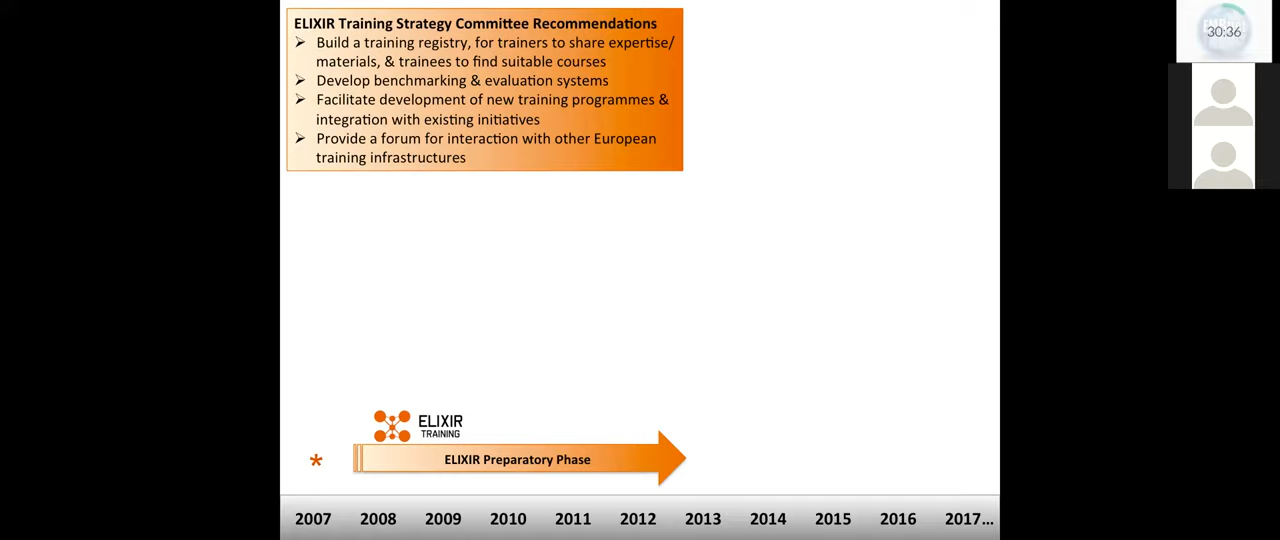 ELIXIR Training Strategy Committee Recommendations
➢ Build a training registry, for trainers to share expertise/
materials, & trainees to find suitable courses
➢ Develop benchmarking & evaluation systems
➢ Facilitate development of new training programmes &
integration with existing initiatives
➢ Provide a forum for interaction with other European
training infrastructures
30:36
ELIXIR
TRAINING
*
ELIXIR Preparatory Phase
2007 2008 2009 2010 2011 2012 2013 2014 2015 2016 2017...